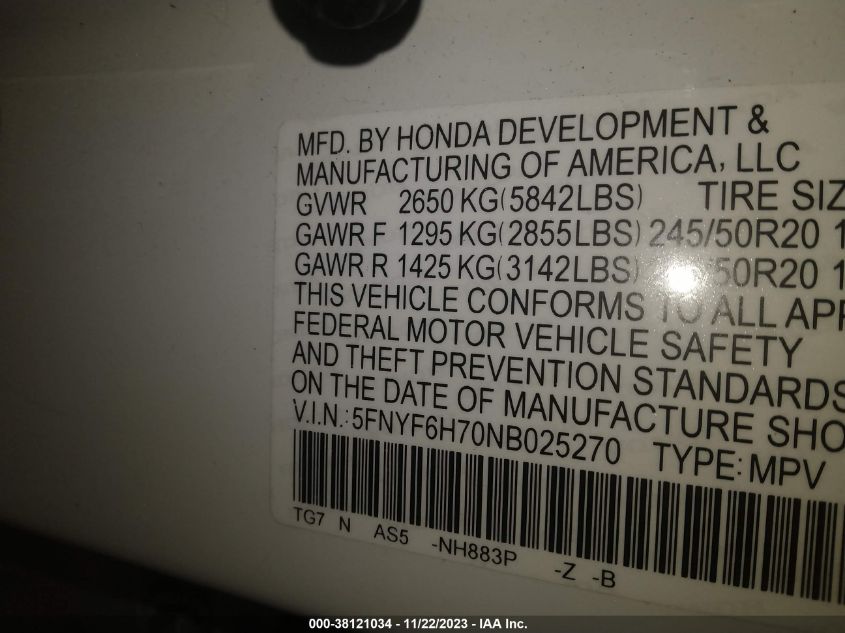 MFD. BY HONDA DEVELOPMENT &
MANUFACTURING OF AMERICA, LLC
GVWR 2650 KG(5842LBS) TIRE SIZ
GAWR F 1295 KG(2855LBS) 245/50R20 1
GAWR R 1425 KG(3142LBS) 50R20 1
THIS VEHICLE CONFORMS TO ALL APP
FEDERAL MOTOR VEHICLE SAFETY
AND THEFT PREVENTION STANDARDS
ON THE DATE OF MANUFACTURE SHO
V.I.N.: 5FNYF6H70NB025270 TYPE: MPV
TG7 N AS5 -NH883P -Z -B
000-38121034 - 11/22/2023 - IAA Inc.